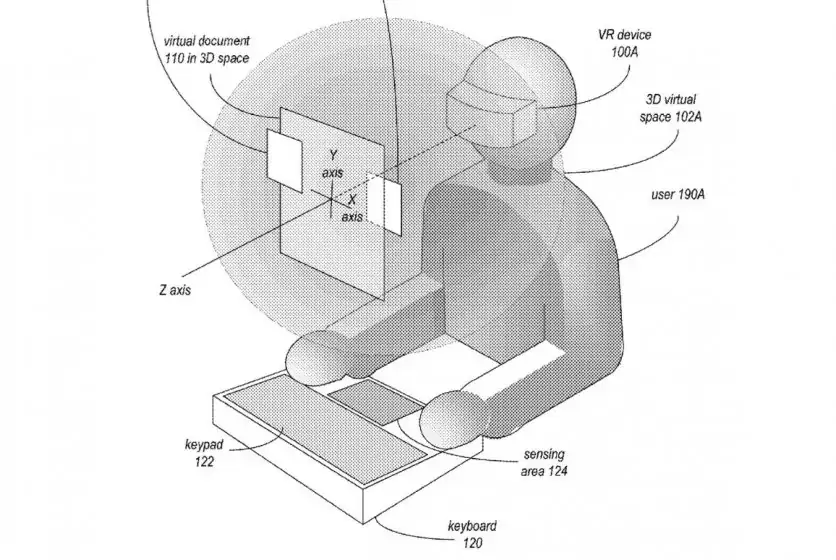 virtual document
110 in 3D space
VR device
100A
3D virtual
space 102A
Y
axis
X
axis
user 190A
Z axis
keypad
122
sensing
area 124
keyboard
120